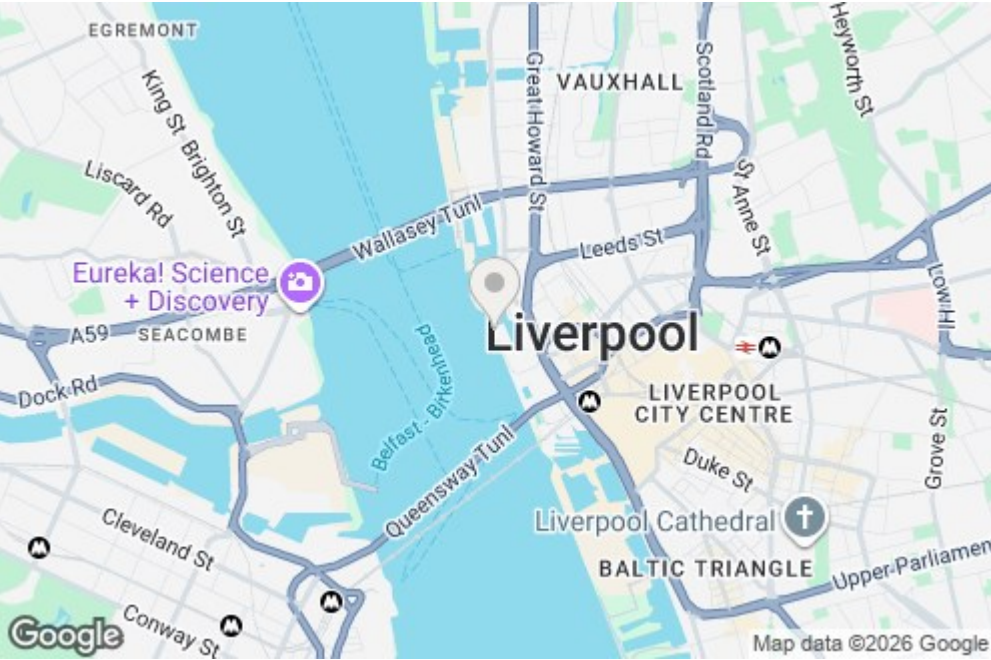 EGREMONT
King St
Brighton St
Liscard Rd
Great Howard St
VAUXHALL
Scotland Rd
Heyworth St
St Anne St
Wallasey Tunl
Leeds St
Eureka! Science
+ Discovery
A59
SEACOMBE
Low Hill
Liverpool
Belfast - Birkenhead
Dock Rd
LIVERPOOL
CITY CENTRE
Grove St
Duke St
Queensway Tunl
Liverpool Cathedral
Cleveland St
BALTIC TRIANGLE
Upper Parliamen
Conway St
Google
Map data ©2026 Google